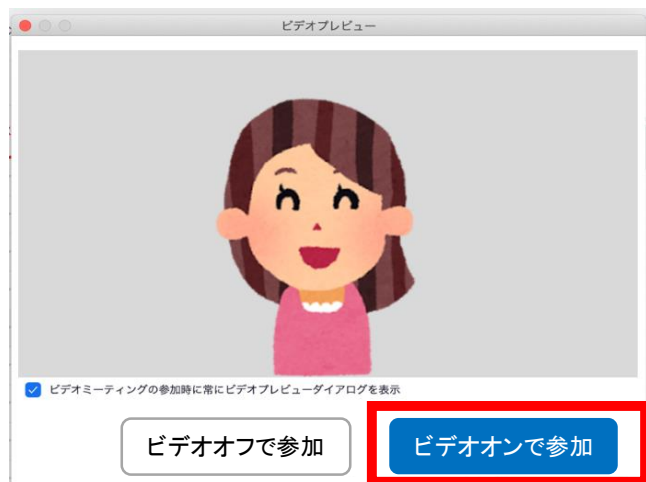 ビデオプレビュー
ビデオミーティングの参加時に常にビデオプレビューダイアログを表示
ビデオオフで参加
ビデオオンで参加